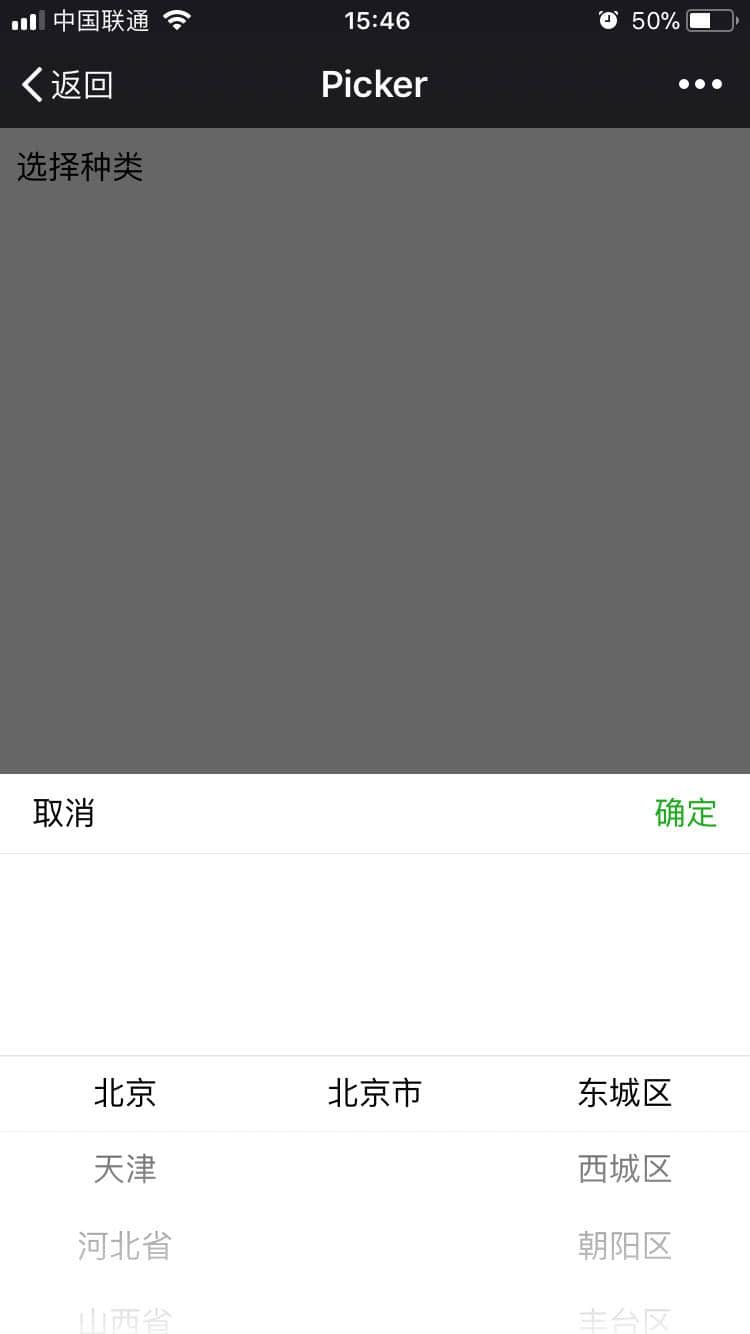 中国联通 15:46 50%
返回 Picker
选择种类
取消 确定
北京 北京市 东城区
天津 西城区
河北省 朝阳区
山西省 丰台区